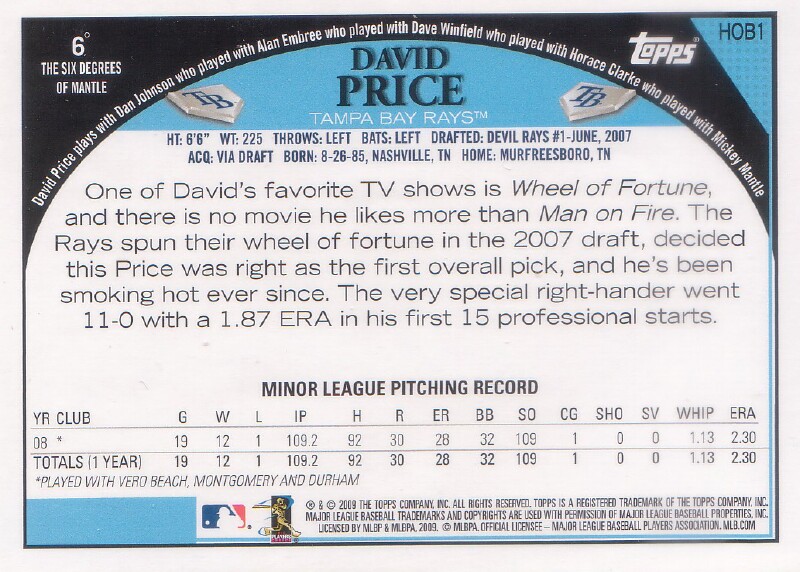 HOB1
6°
THE SIX DEGREES
OF MANTLE
David Price plays with Dan Johnson who played with Alan Embree who played with Dave Winfield who played with Horace Clarke who played with Mickey Mantle
topps®
DAVID
PRICE
TB
TB
TAMPA BAY RAYS™
HT: 6'6" WT: 225 THROWS: LEFT BATS: LEFT DRAFTED: DEVIL RAYS #1-JUNE, 2007
ACQ: VIA DRAFT BORN: 8-26-85, NASHVILLE, TN HOME: MURFREESBORO, TN
One of David's favorite TV shows is Wheel of Fortune,
and there is no movie he likes more than Man on Fire. The
Rays spun their wheel of fortune in the 2007 draft, decided
this Price was right as the first overall pick, and he's been
smoking hot ever since. The very special right-hander went
11-0 with a 1.87 ERA in his first 15 professional starts.
MINOR LEAGUE PITCHING RECORD
YR CLUB G W L IP H R ER BB SO CG SHO SV WHIP ERA
08 * 19 12 1 109.2 92 30 28 32 109 1 0 0 1.13 2.30
TOTALS (1 YEAR) 19 12 1 109.2 92 30 28 32 109 1 0 0 1.13 2.30
*PLAYED WITH VERO BEACH, MONTGOMERY AND DURHAM
® & © 2009 THE TOPPS COMPANY, INC. ALL RIGHTS RESERVED. TOPPS IS A REGISTERED TRADEMARK OF THE TOPPS COMPANY, INC.
MAJOR LEAGUE BASEBALL TRADEMARKS AND COPYRIGHTS ARE USED WITH PERMISSION OF MAJOR LEAGUE BASEBALL PROPERTIES, INC.
LICENSED BY MLBP & MLBPA, 2009. © MLBPA. OFFICIAL LICENSEE – MAJOR LEAGUE BASEBALL PLAYERS ASSOCIATION. MLB.COM
PLAYERS